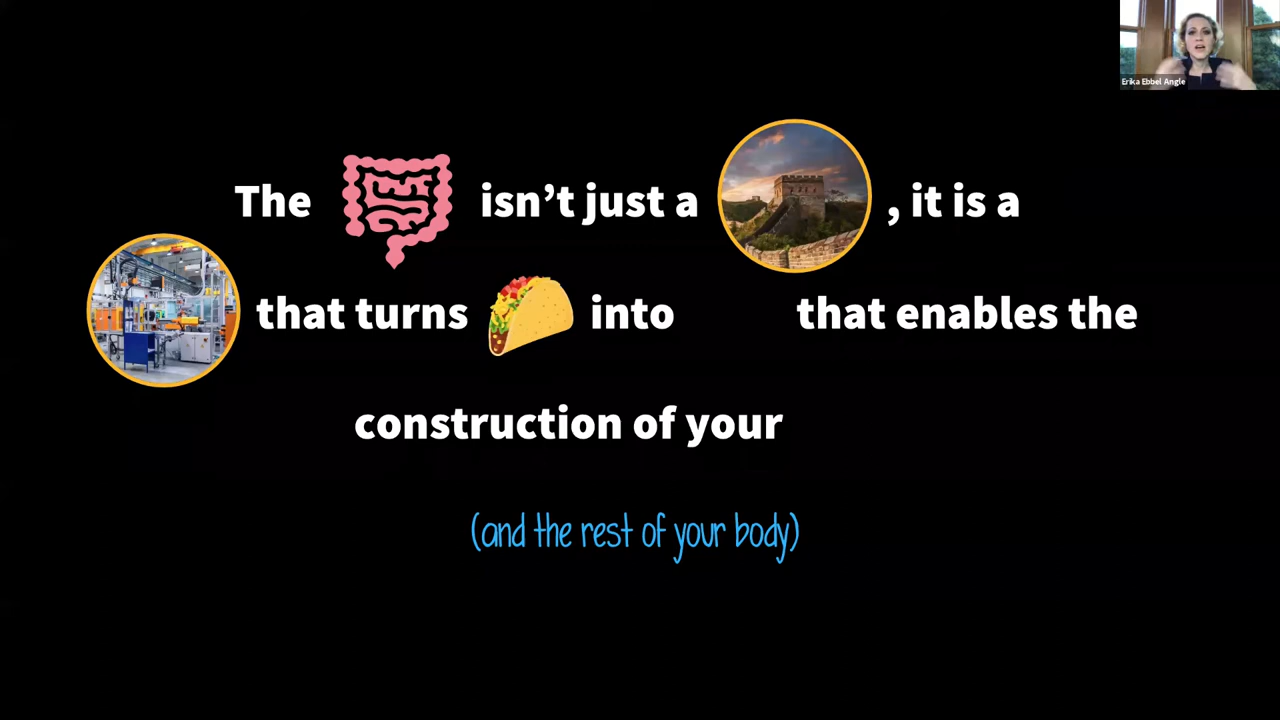 Erika Ebbel Angle
The isn’t just a , it is a
that turns into that enables the
construction of your
(and the rest of your body)